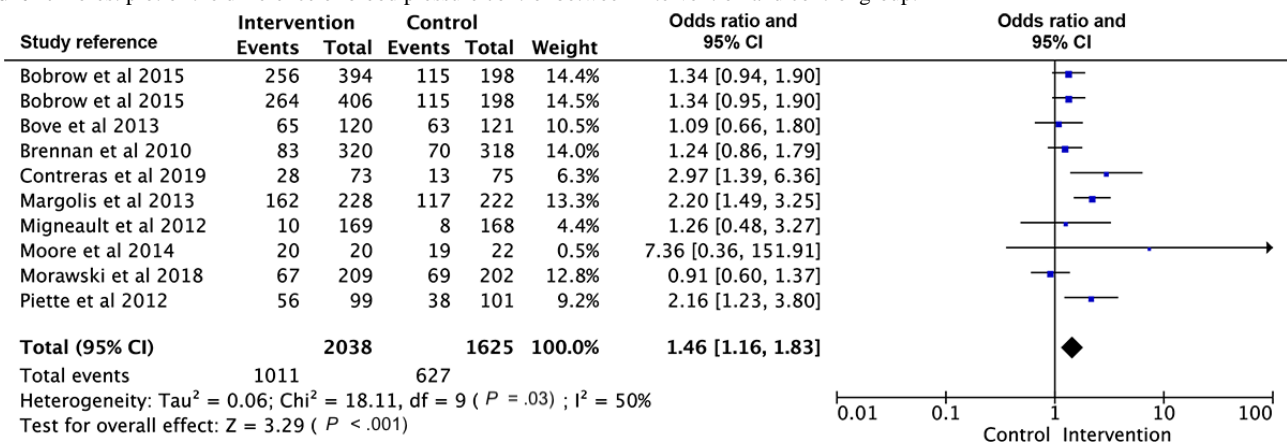 Intervention Control Odds ratio and Odds ratio and
Study reference Events Total Events Total Weight 95% CI 95% CI
Bobrow et al 2015 256 394 115 198 14.4% 1.34 [0.94, 1.90]
Bobrow et al 2015 264 406 115 198 14.5% 1.34 [0.95, 1.90]
Bove et al 2013 65 120 63 121 10.5% 1.09 [0.66, 1.80]
Brennan et al 2010 83 320 70 318 14.0% 1.24 [0.86, 1.79]
Contreras et al 2019 28 73 13 75 6.3% 2.97 [1.39, 6.36]
Margolis et al 2013 162 228 117 222 13.3% 2.20 [1.49, 3.25]
Migneault et al 2012 10 169 8 168 4.4% 1.26 [0.48, 3.27]
Moore et al 2014 20 20 19 22 0.5% 7.36 [0.36, 151.91]
Morawski et al 2018 67 209 69 202 12.8% 0.91 [0.60, 1.37]
Piette et al 2012 56 99 38 101 9.2% 2.16 [1.23, 3.80]
Total (95% CI) 2038 1625 100.0% 1.46 [1.16, 1.83]
Total events 1011 627
Heterogeneity: Tau² = 0.06; Chi² = 18.11, df = 9 ( P = .03) ; I² = 50%
Test for overall effect: Z = 3.29 ( P < .001)
0.01 0.1 1 10 100
Control Intervention